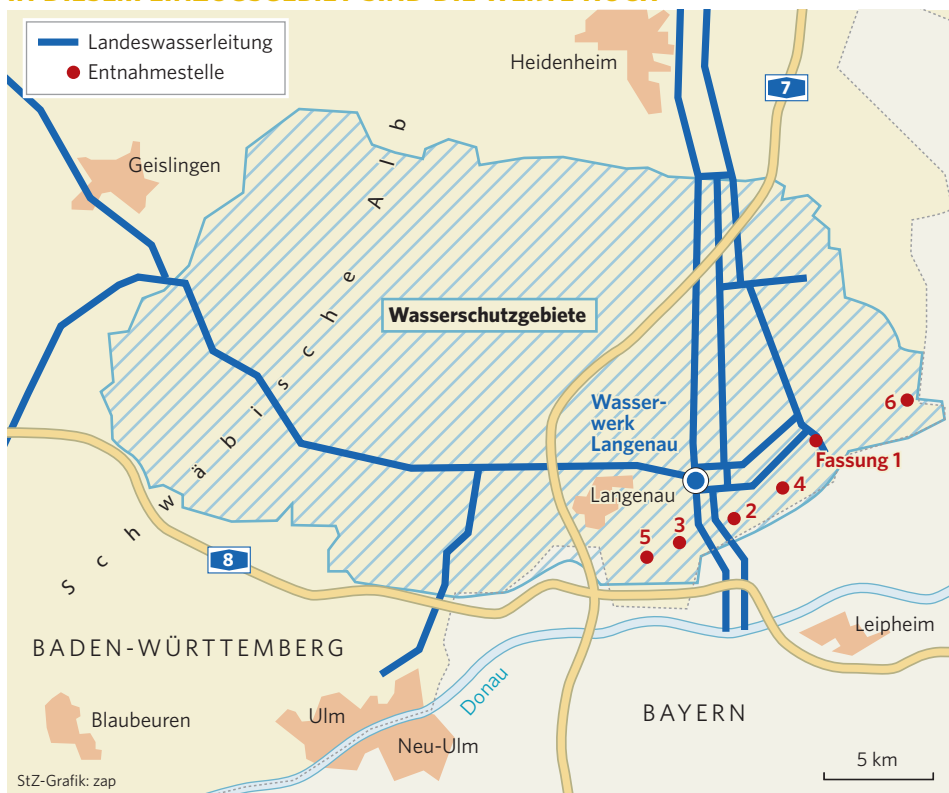 Landeswasserleitung
Entnahmestelle
Heidenheim
7
Geislingen
Schwäbische Alb
Wasserschutzgebiete
Wasser-
werk
Langenau
6
Fassung 1
Langenau
4
2
3
5
8
Leipheim
BADEN-WÜRTTEMBERG
Donau
BAYERN
Blaubeuren
Ulm
Neu-Ulm
5 km
StZ-Grafik: zap